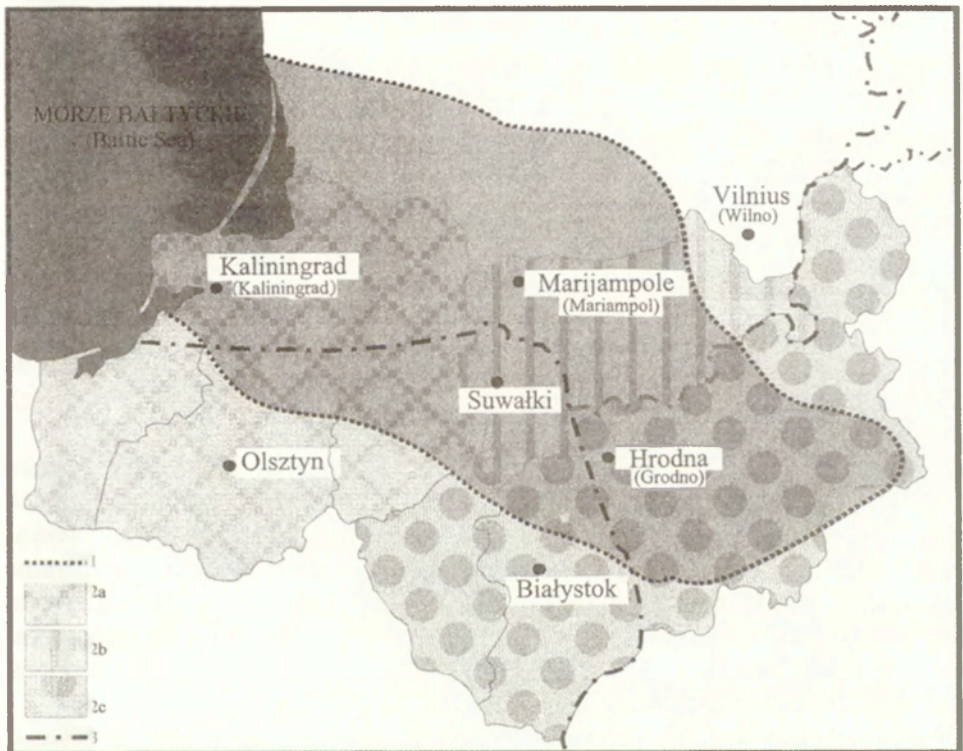 MORZE BAŁTYCKIE
(Baltic Sea)
Vilnius
(Wilno)
Kaliningrad
(Kaliningrad)
Marijampole
(Mariampol)
Suwałki
Olsztyn
Hrodna
(Grodno)
Białystok
1
2a
2b
2c
3